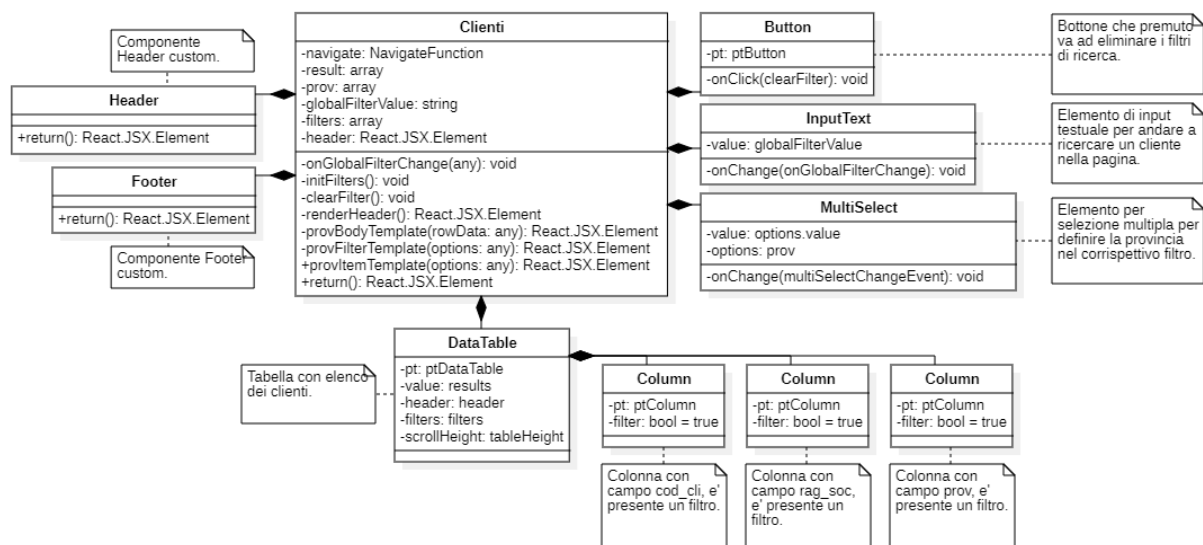 Componente
Header custom.
Header
+return(): React.JSX.Element
Footer
+return(): React.JSX.Element
Componente Footer
custom.
Clienti
-navigate: NavigateFunction
-result: array
-prov: array
-globalFilterValue: string
-filters: array
-header: React.JSX.Element
-onGlobalFilterChange(any): void
-initFilters(): void
-clearFilter(): void
-renderHeader(): React.JSX.Element
-provBodyTemplate(rowData: any): React.JSX.Element
-provFilterTemplate(options: any): React.JSX.Element
+provItemTemplate(options: any): React.JSX.Element
+return(): React.JSX.Element
Button
-pt: ptButton
-onClick(clearFilter): void
Bottone che premuto
va ad eliminare i filtri
di ricerca.
InputText
-value: globalFilterValue
-onChange(onGlobalFilterChange): void
Elemento di input
testuale per andare a
ricercare un cliente
nella pagina.
MultiSelect
-value: options.value
-options: prov
-onChange(multiSelectChangeEvent): void
Elemento per
selezione multipla per
definire la provincia
nel corrispettivo filtro.
Tabella con elenco
dei clienti.
DataTable
-pt: ptDataTable
-value: results
-header: header
-filters: filters
-scrollHeight: tableHeight
Column
-pt: ptColumn
-filter: bool = true
Colonna con
campo cod_cli, e'
presente un filtro.
Column
-pt: ptColumn
-filter: bool = true
Colonna con
campo rag_soc,
e' presente un
filtro.
Column
-pt: ptColumn
-filter: bool = true
Colonna con
campo prov, e'
presente un filtro.